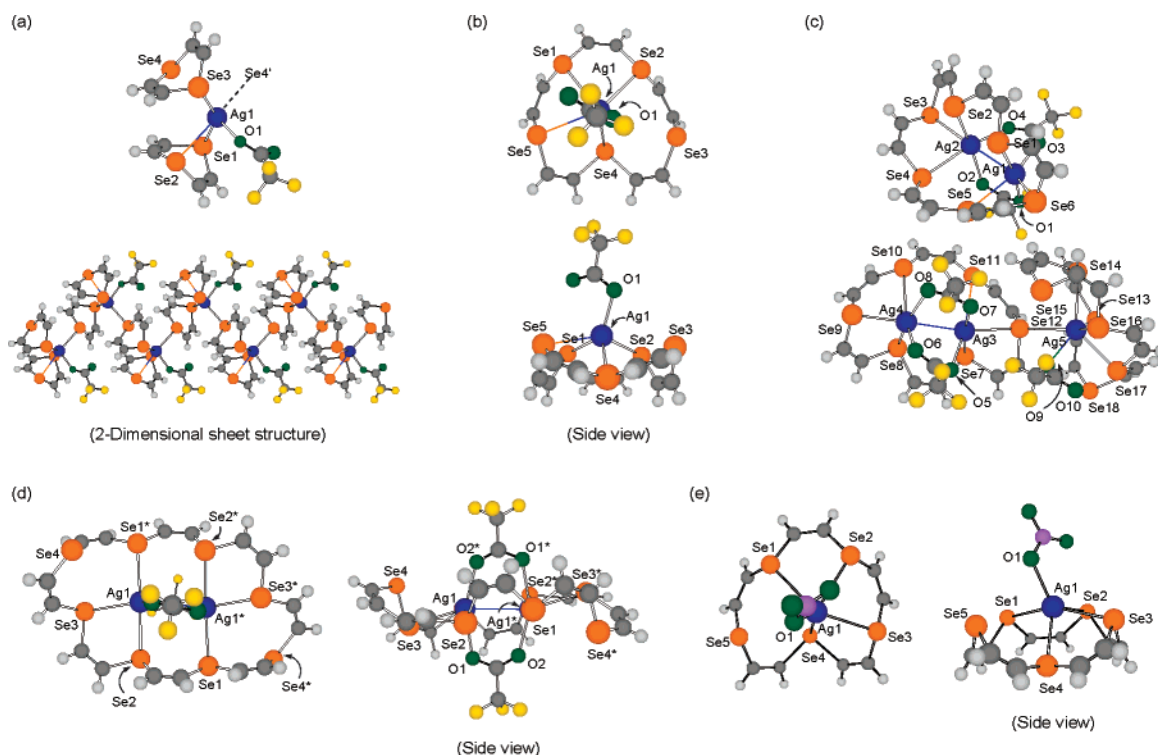 (a)
Se4
Se3
Se4'
Ag1
O1
Se1
Se2
(2-Dimensional sheet structure)
(b)
Se1
Se2
Ag1
O1
Se5
Se3
Se4
O1
Ag1
Se5
Se1
Se2
Se3
Se4
(Side view)
(c)
Se3
Se2
O4
Se1
O3
Ag2
Ag1
O2
Se4
Se5
Se6
O1
Se10
Se11
Se14
O8
Se13
Ag4
O7
Se15
Se12
Se16
Se9
Ag3
Ag5
O6
Se8
Se7
Se17
O5
O10
Se18
O9
(d)
Se1*
Se2*
Se4
Ag1
Se3*
Se3
Ag1*
Se2
Se1
Se4*
O2*
O1*
Se4
Se3*
Ag1
Se2*
Ag1*
Se3
Se2
Se1
O1
O2
Se4*
(Side view)
(e)
Se1
Se2
O1
Ag1
Se5
Se4
Se3
O1
Ag1
Se5
Se1
Se2
Se3
Se4
(Side view)